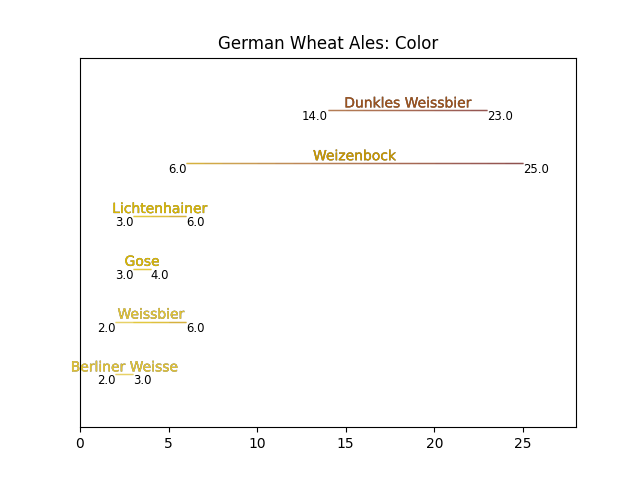 German Wheat Ales: Color
Dunkles Weissbier
14.0 23.0
Weizenbock
6.0 25.0
Lichtenhainer
3.0 6.0
Gose
3.0 4.0
Weissbier
2.0 6.0
Berliner Weisse
2.0 3.0
0 5 10 15 20 25